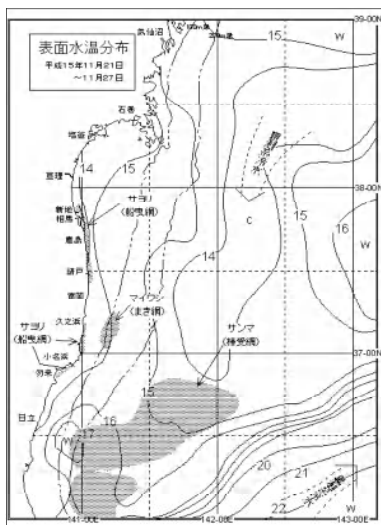 表面水温分布
平成15年11月21日
～11月27日
気仙沼
39-00N
15
W
石巻
塩釜
亘理
14
15
サヨリ
(船曳網)
新地
相馬
鹿島
請戸
富岡
38-00N
15
16
W
C
14
マイワシ
(まき網)
サンマ
(棒受網)
久之浜
サヨリ
(船曳網)
小名浜
勿来
37-00N
15
日立
16
17
W
20
21
22
W
141-00E
142-00E
143-00E